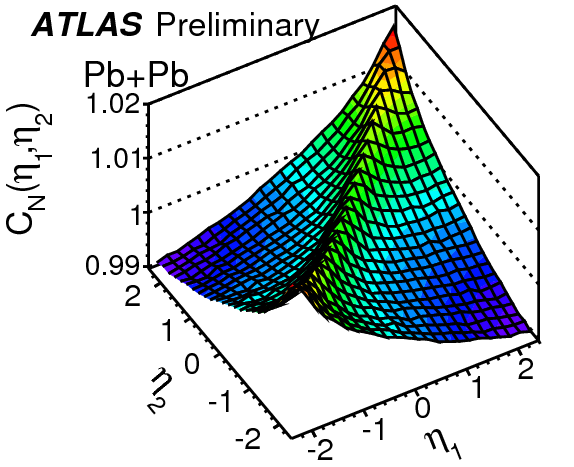 ATLAS Preliminary
Pb+Pb
C_N(η_1,η_2)
1.02
1.01
1
0.99
2
1
0
-1
-2
η_2
-2
-1
0
1
2
η_1